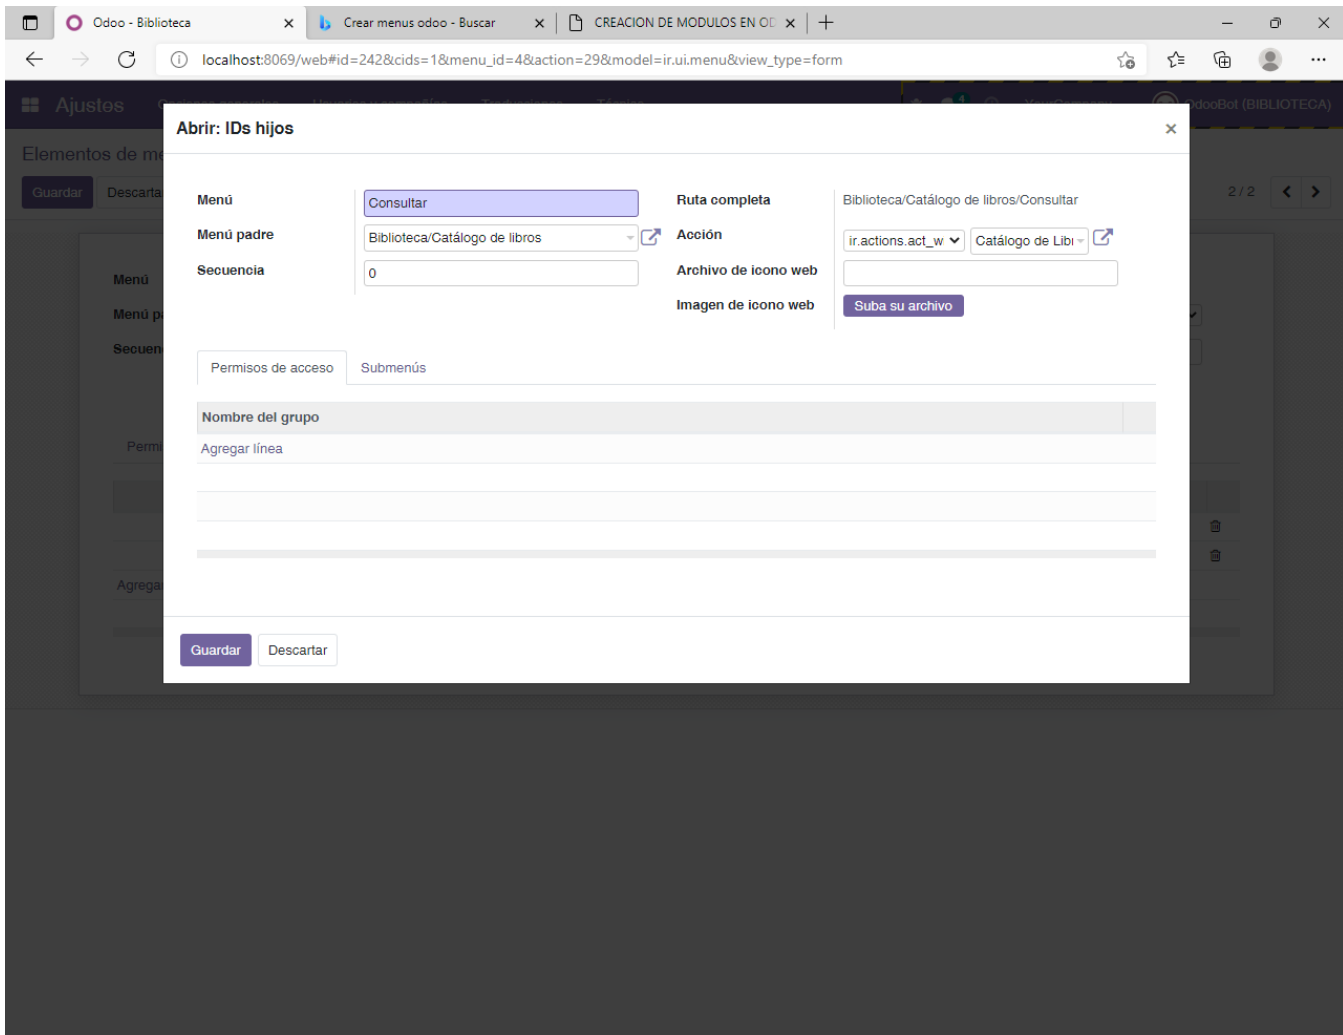 Odoo - Biblioteca
Crear menus odoo - Buscar
CREACION DE MODULOS EN OD
localhost:8069/web#id=242&cids=1&menu_id=4&action=29&model=ir.ui.menu&view_type=form
Ajustes
1
OdooBot (BIBLIOTECA)
Abrir: IDs hijos
Elementos de me
Guardar
Descarta
2 / 2
Menú
Consultar
Ruta completa
Biblioteca/Catálogo de libros/Consultar
Menú padre
Biblioteca/Catálogo de libros
Acción
ir.actions.act_w
Catálogo de Libr
Secuencia
0
Archivo de icono web
Imagen de icono web
Suba su archivo
Menú
Menú pa
Secuen
Permisos de acceso
Submenús
Nombre del grupo
Agregar línea
Permi
Agrega
Guardar
Descartar